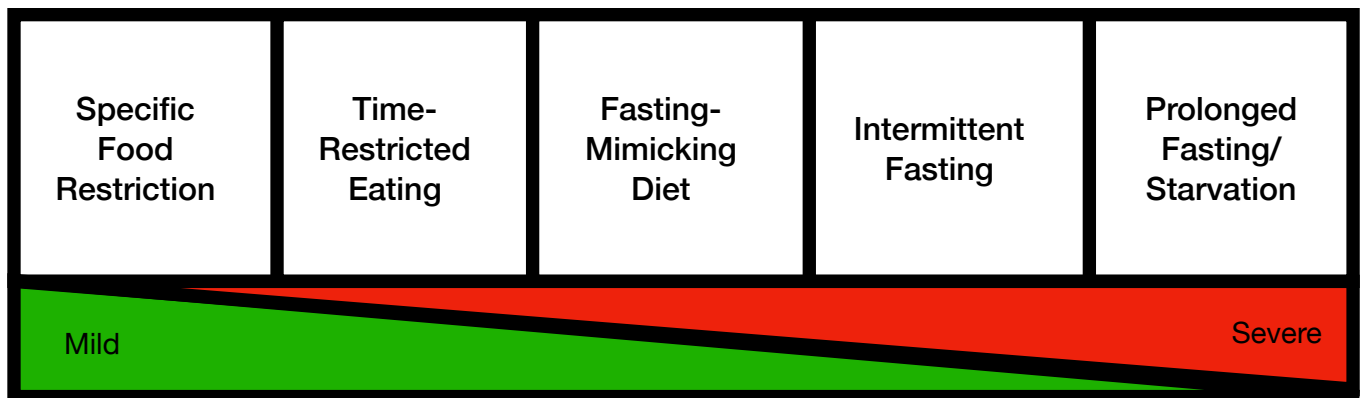 Specific
Food
Restriction
Time-
Restricted
Eating
Fasting-
Mimicking
Diet
Intermittent
Fasting
Prolonged
Fasting/
Starvation
Mild
Severe